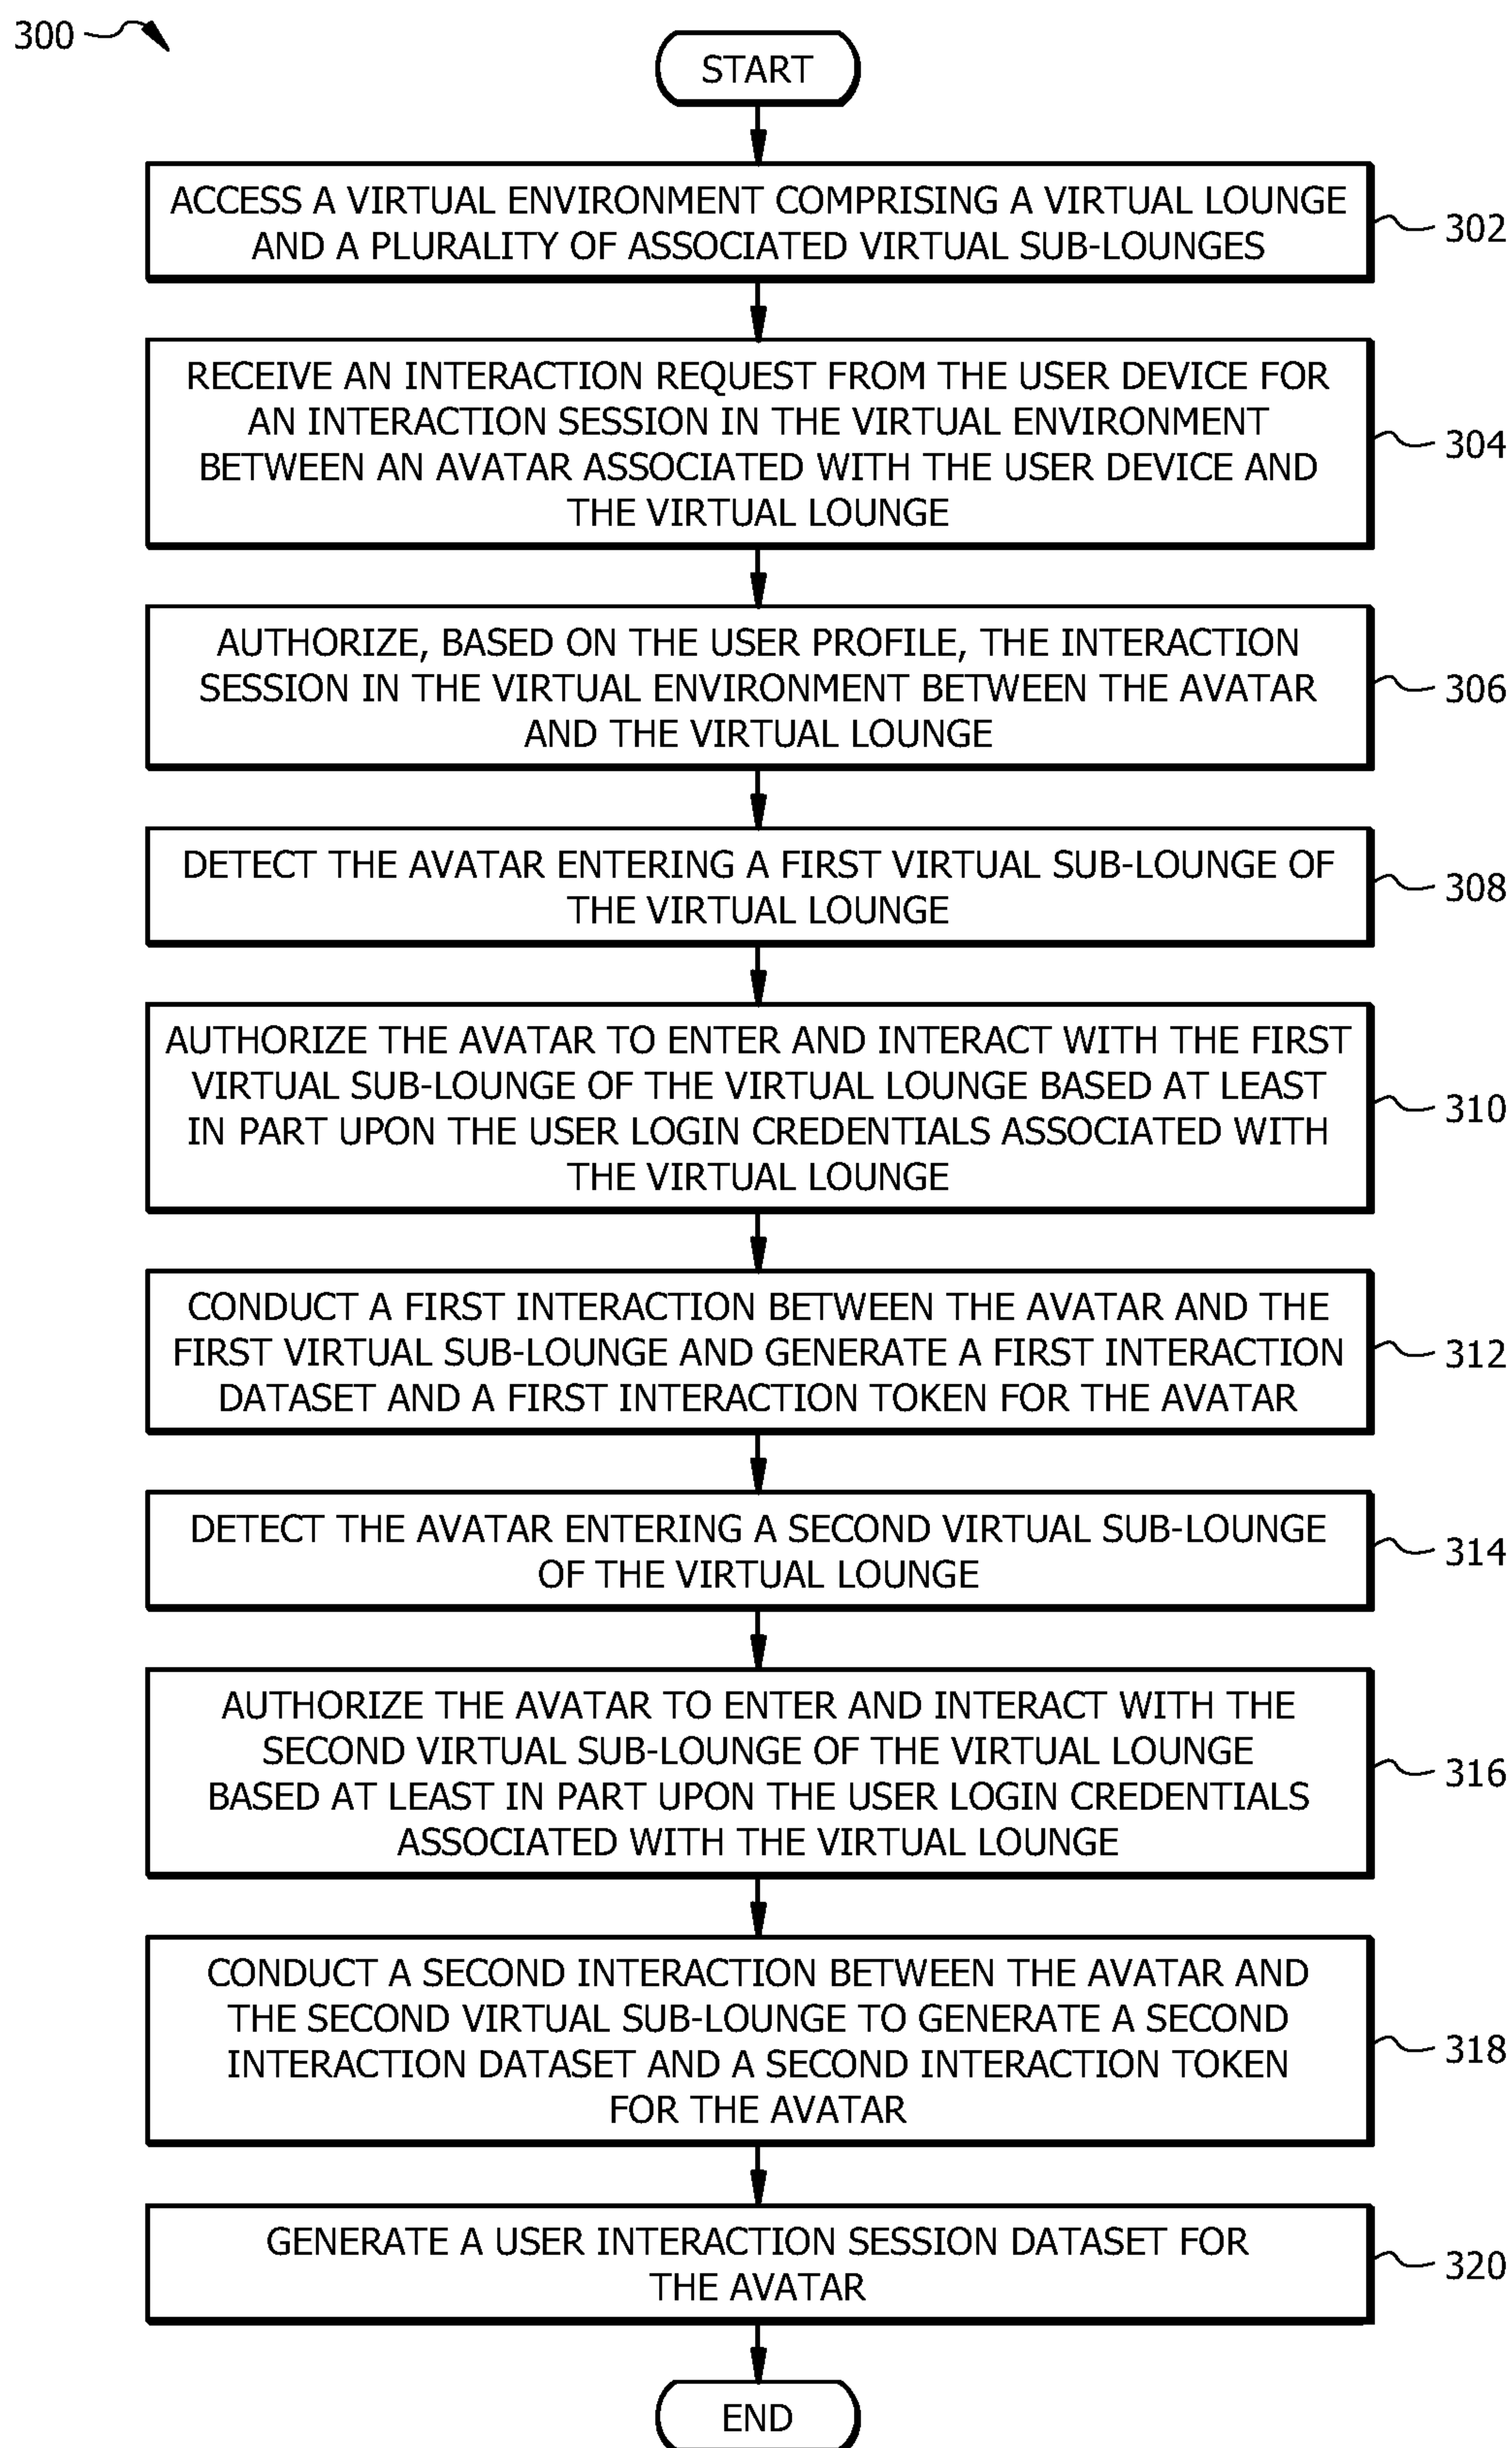 300
START
ACCESS A VIRTUAL ENVIRONMENT COMPRISING A VIRTUAL LOUNGE
AND A PLURALITY OF ASSOCIATED VIRTUAL SUB-LOUNGES
302
RECEIVE AN INTERACTION REQUEST FROM THE USER DEVICE FOR
AN INTERACTION SESSION IN THE VIRTUAL ENVIRONMENT
BETWEEN AN AVATAR ASSOCIATED WITH THE USER DEVICE AND
THE VIRTUAL LOUNGE
304
AUTHORIZE, BASED ON THE USER PROFILE, THE INTERACTION
SESSION IN THE VIRTUAL ENVIRONMENT BETWEEN THE AVATAR
AND THE VIRTUAL LOUNGE
306
DETECT THE AVATAR ENTERING A FIRST VIRTUAL SUB-LOUNGE OF
THE VIRTUAL LOUNGE
308
AUTHORIZE THE AVATAR TO ENTER AND INTERACT WITH THE FIRST
VIRTUAL SUB-LOUNGE OF THE VIRTUAL LOUNGE BASED AT LEAST
IN PART UPON THE USER LOGIN CREDENTIALS ASSOCIATED WITH
THE VIRTUAL LOUNGE
310
CONDUCT A FIRST INTERACTION BETWEEN THE AVATAR AND THE
FIRST VIRTUAL SUB-LOUNGE AND GENERATE A FIRST INTERACTION
DATASET AND A FIRST INTERACTION TOKEN FOR THE AVATAR
312
DETECT THE AVATAR ENTERING A SECOND VIRTUAL SUB-LOUNGE
OF THE VIRTUAL LOUNGE
314
AUTHORIZE THE AVATAR TO ENTER AND INTERACT WITH THE
SECOND VIRTUAL SUB-LOUNGE OF THE VIRTUAL LOUNGE
BASED AT LEAST IN PART UPON THE USER LOGIN CREDENTIALS
ASSOCIATED WITH THE VIRTUAL LOUNGE
316
CONDUCT A SECOND INTERACTION BETWEEN THE AVATAR AND
THE SECOND VIRTUAL SUB-LOUNGE TO GENERATE A SECOND
INTERACTION DATASET AND A SECOND INTERACTION TOKEN
FOR THE AVATAR
318
GENERATE A USER INTERACTION SESSION DATASET FOR
THE AVATAR
320
END